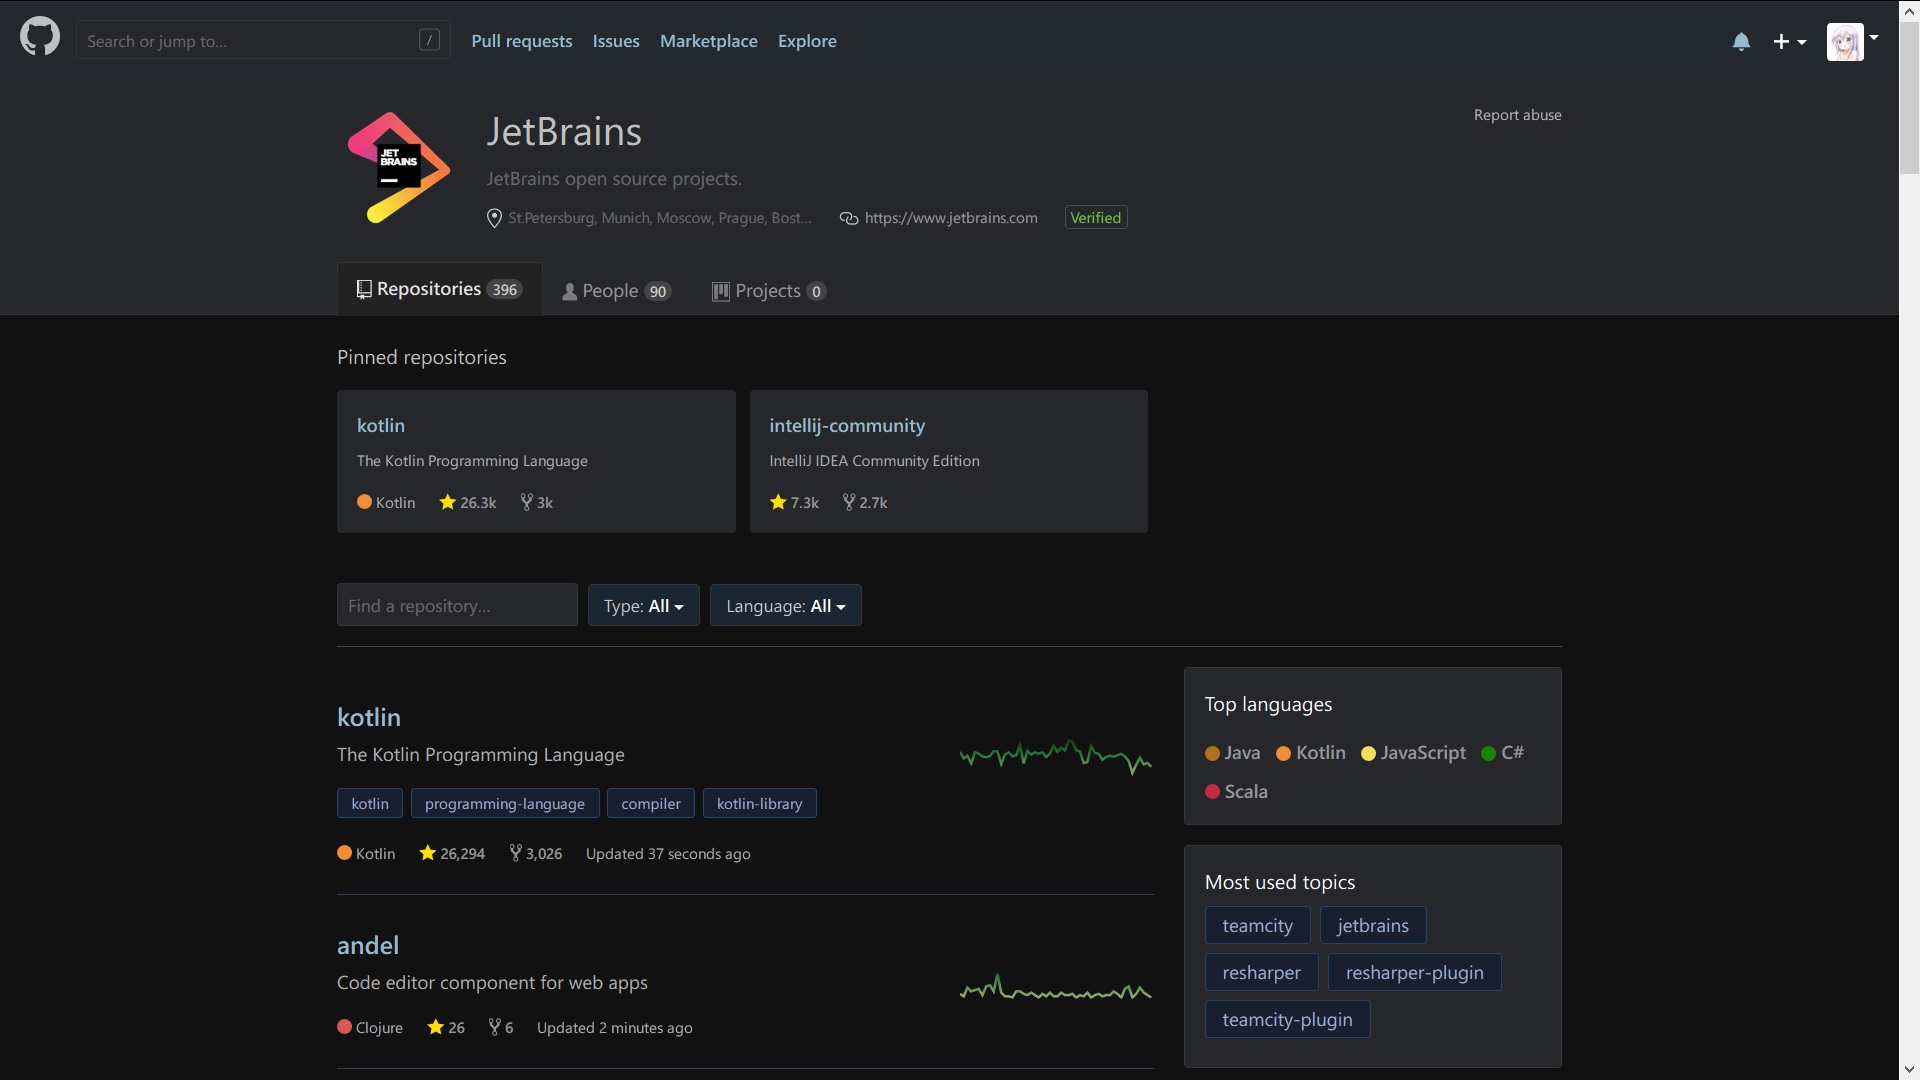 Search or jump to... /
Pull requests Issues Marketplace Explore
JET
BRAINS
JetBrains
Report abuse
JetBrains open source projects.
St.Petersburg, Munich, Moscow, Prague, Bost... https://www.jetbrains.com Verified
Repositories 396 People 90 Projects 0
Pinned repositories
kotlin
The Kotlin Programming Language
Kotlin 26.3k 3k
intellij-community
IntelliJ IDEA Community Edition
7.3k 2.7k
Find a repository... Type: All Language: All
kotlin
The Kotlin Programming Language
kotlin programming-language compiler kotlin-library
Kotlin 26,294 3,026 Updated 37 seconds ago
andel
Code editor component for web apps
Clojure 26 6 Updated 2 minutes ago
Top languages
Java Kotlin JavaScript C#
Scala
Most used topics
teamcity jetbrains
resharper resharper-plugin
teamcity-plugin